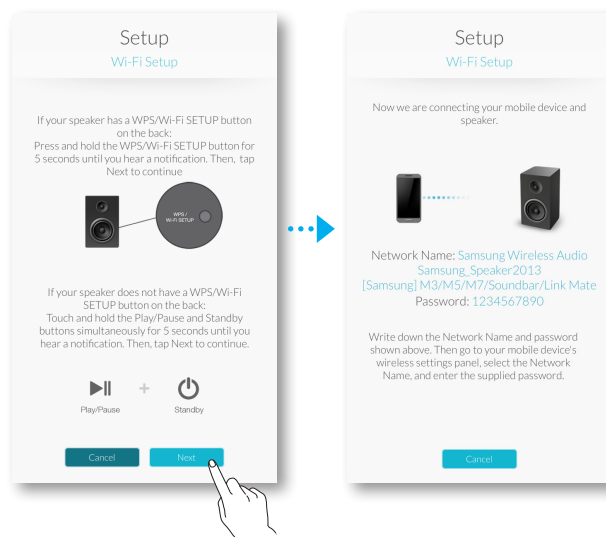 Setup
Wi-Fi Setup
If your speaker has a WPS/Wi-Fi SETUP button
on the back:
Press and hold the WPS/Wi-Fi SETUP button for
5 seconds until you hear a notification. Then, tap
Next to continue
WPS /
Wi-Fi SETUP
If your speaker does not have a WPS/Wi-Fi
SETUP button on the back:
Touch and hold the Play/Pause and Standby
buttons simultaneously for 5 seconds until you
hear a notification. Then, tap Next to continue.
+
Play/Pause
Standby
Cancel
Next
Setup
Wi-Fi Setup
Now we are connecting your mobile device and
speaker.
Network Name: Samsung Wireless Audio
Samsung_Speaker2013
[Samsung] M3/M5/M7/Soundbar/Link Mate
Password: 1234567890
Write down the Network Name and password
shown above. Then go to your mobile device's
wireless settings panel, select the Network
Name, and enter the supplied password.
Cancel